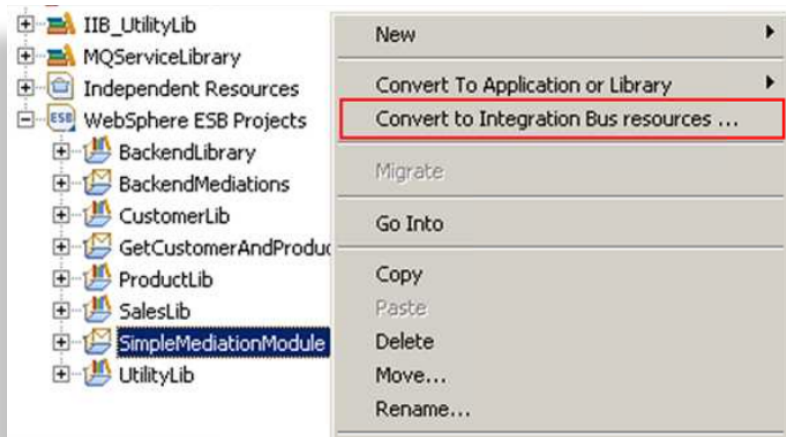 IIB_UtilityLib
MQServiceLibrary
Independent Resources
ESB WebSphere ESB Projects
BackendLibrary
BackendMediations
CustomerLib
GetCustomerAndProduc
ProductLib
SalesLib
SimpleMediationModule
UtilityLib
New
Convert To Application or Library
Convert to Integration Bus resources ...
Migrate
Go Into
Copy
Paste
Delete
Move...
Rename...